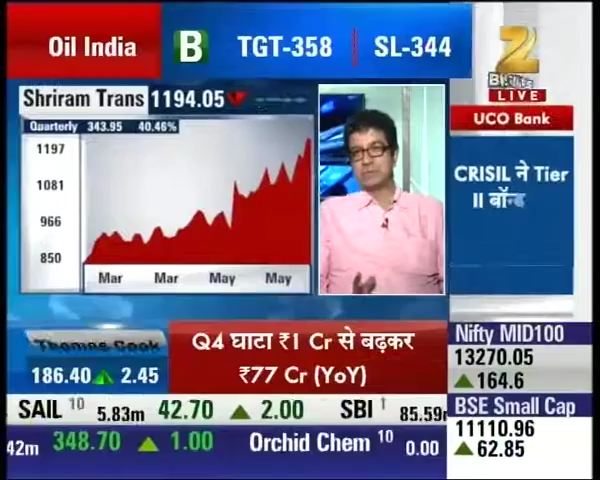 Oil India
B
TGT-358
SL-344
LIVE
Shriram Trans 1194.05
Quarterly 343.95 40.46%
1197
1081
966
850
Mar Mar May May
UCO Bank
CRISIL ने Tier
II बॉन्ड
Thomas Cook
186.40 2.45
Q4 घाटा ₹1 Cr से बढ़कर
₹77 Cr (YoY)
Nifty MID100
13270.05
164.6
BSE Small Cap
11110.96
62.85
SAIL 10 5.83m 42.70 2.00 SBI 1 85.59
42m 348.70 1.00 Orchid Chem 10 0.00